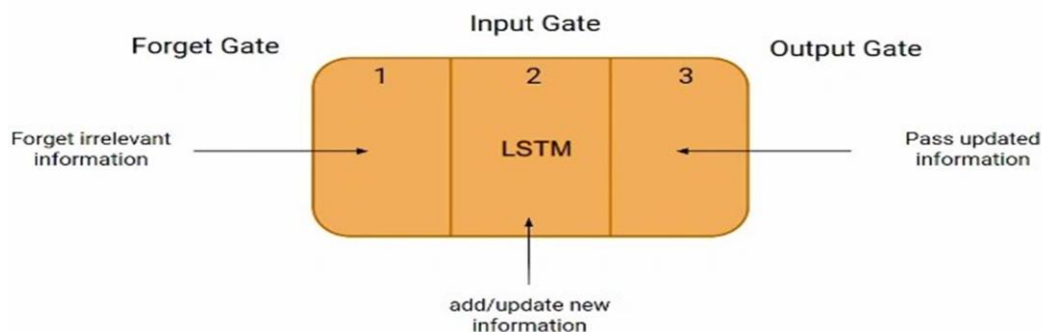 Input Gate
Forget Gate
Output Gate
1
2
3
Forget irrelevant
information
LSTM
Pass updated
information
add/update new
information